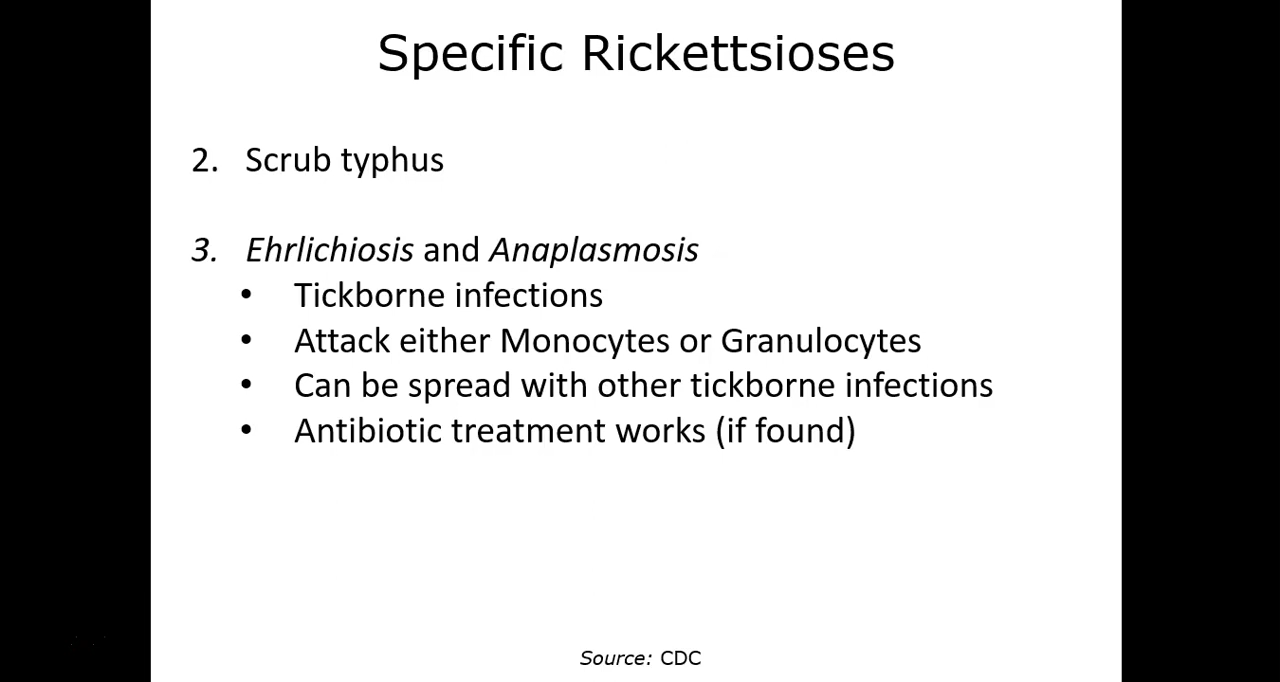 Specific Rickettsioses
2. Scrub typhus
3. Ehrlichiosis and Anaplasmosis
• Tickborne infections
• Attack either Monocytes or Granulocytes
• Can be spread with other tickborne infections
• Antibiotic treatment works (if found)
Source: CDC